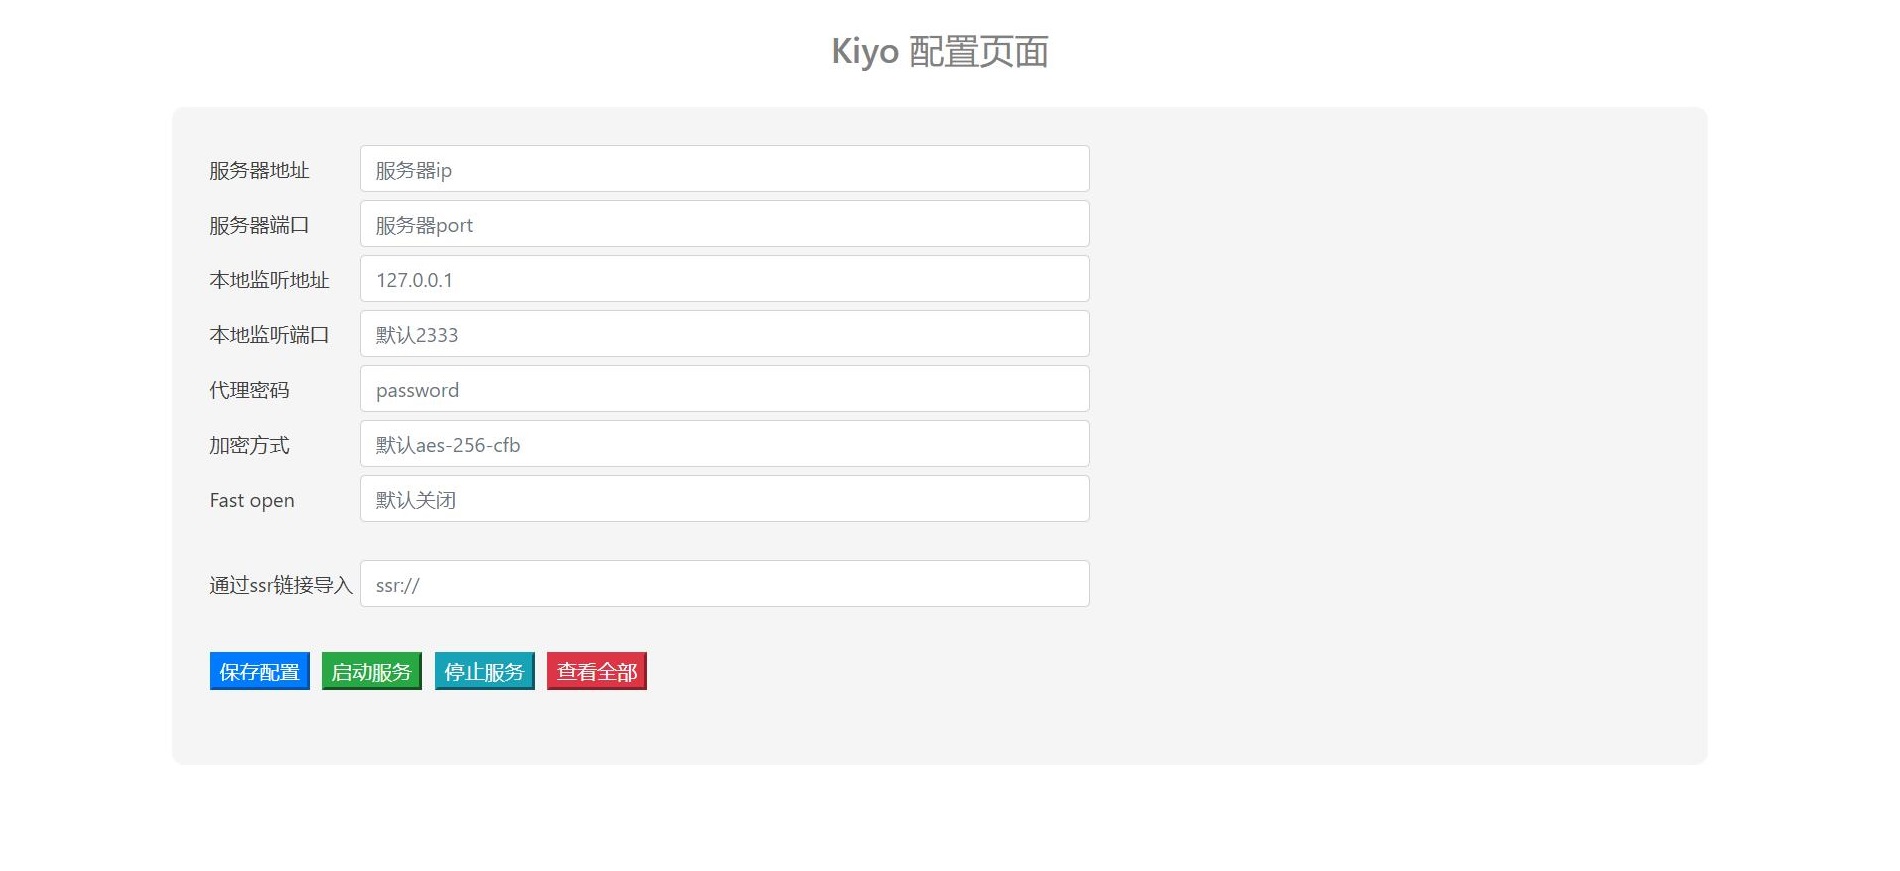 Kiyo 配置页面
服务器地址 服务器ip
服务器端口 服务器port
本地监听地址 127.0.0.1
本地监听端口 默认2333
代理密码 password
加密方式 默认aes-256-cfb
Fast open 默认关闭
通过ssr链接导入 ssr://
保存配置 启动服务 停止服务 查看全部